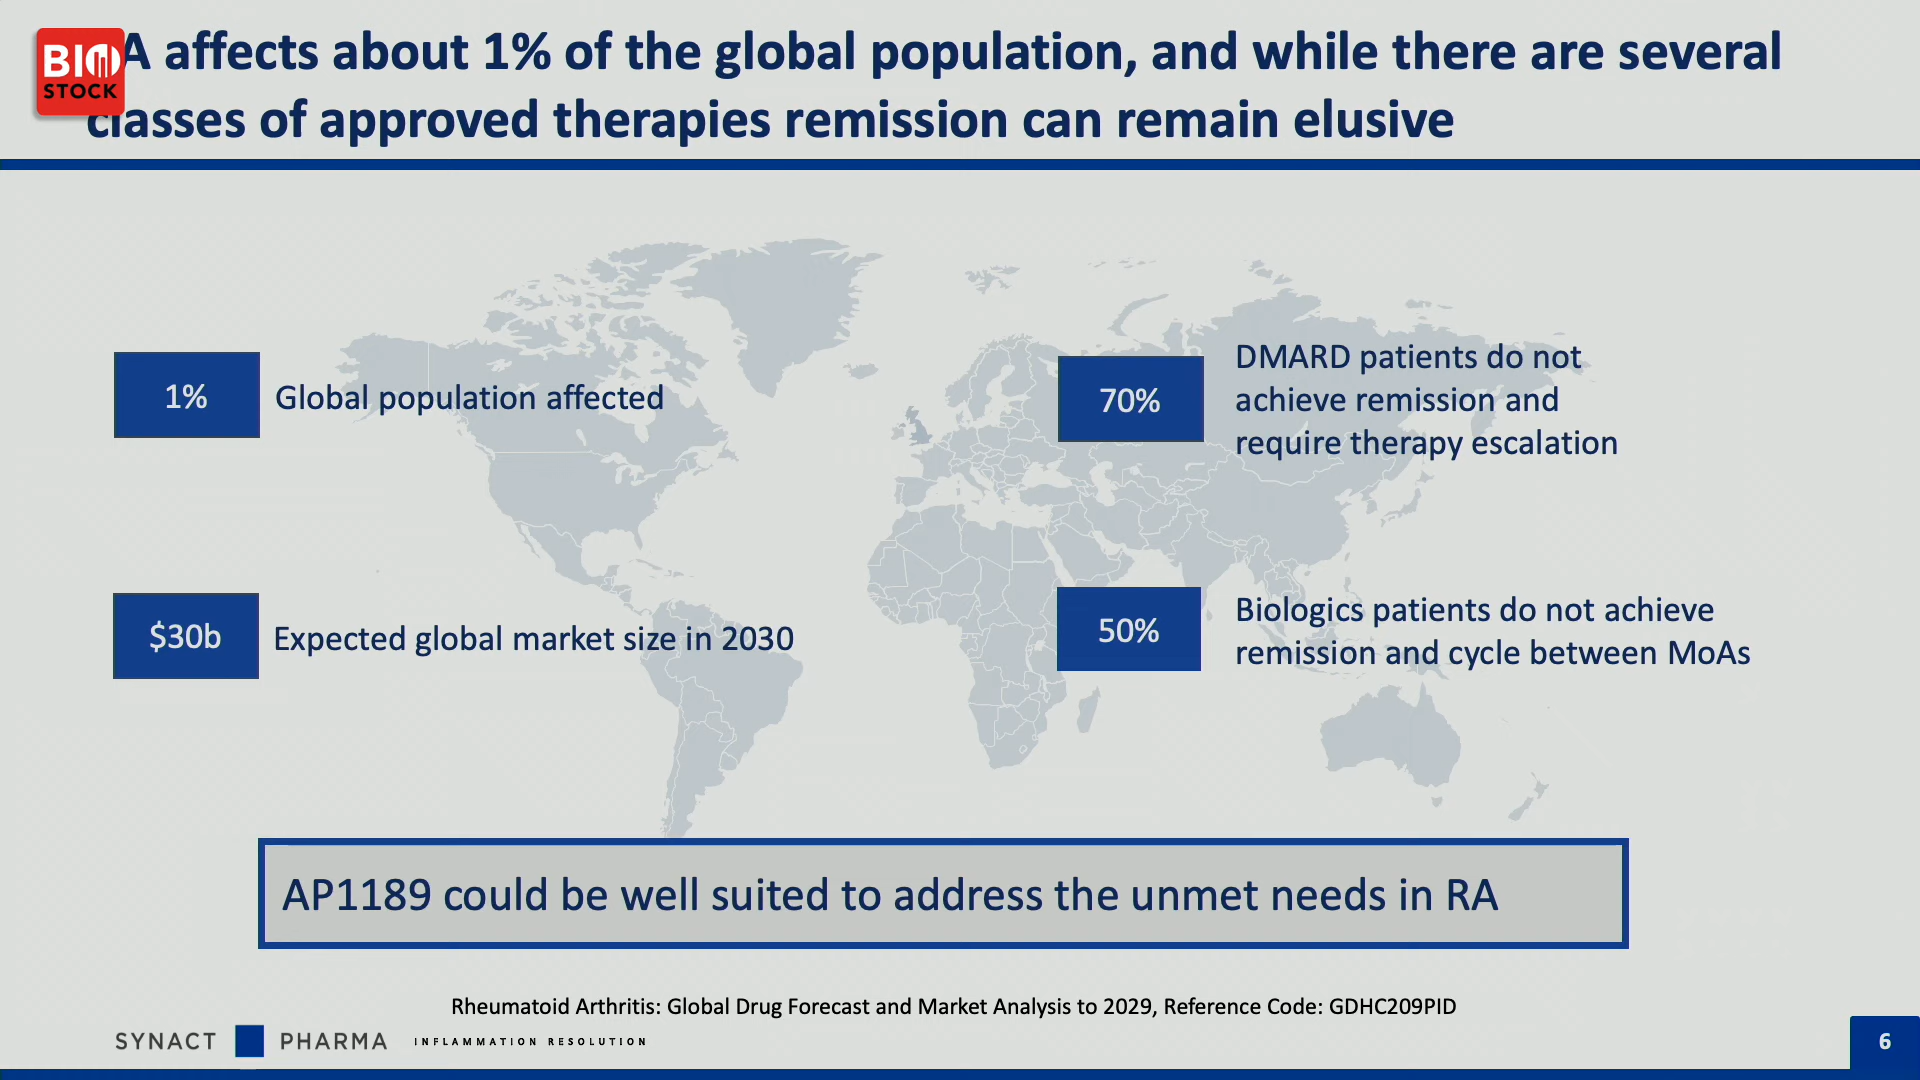 BIO
STOCK
A affects about 1% of the global population, and while there are several
classes of approved therapies remission can remain elusive
1%
Global population affected
70%
DMARD patients do not
achieve remission and
require therapy escalation
$30b
Expected global market size in 2030
50%
Biologics patients do not achieve
remission and cycle between MoAs
AP1189 could be well suited to address the unmet needs in RA
Rheumatoid Arthritis: Global Drug Forecast and Market Analysis to 2029, Reference Code: GDHC209PID
SYNACT PHARMA INFLAMMATION RESOLUTION
6